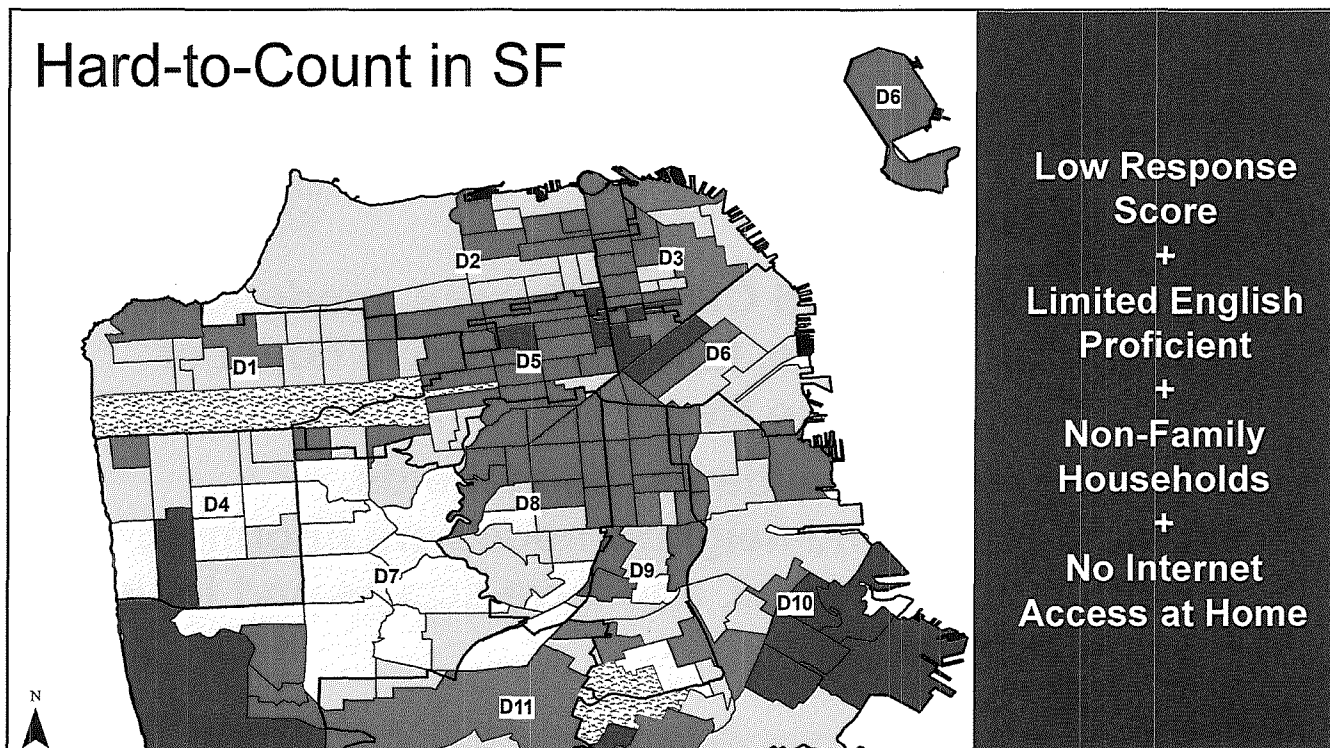 Hard-to-Count in SF
D6
D2
D3
D1
D5
D6
D4
D8
D7
D9
D10
D11
N
Low Response
Score
+
Limited English
Proficient
+
Non-Family
Households
+
No Internet
Access at Home